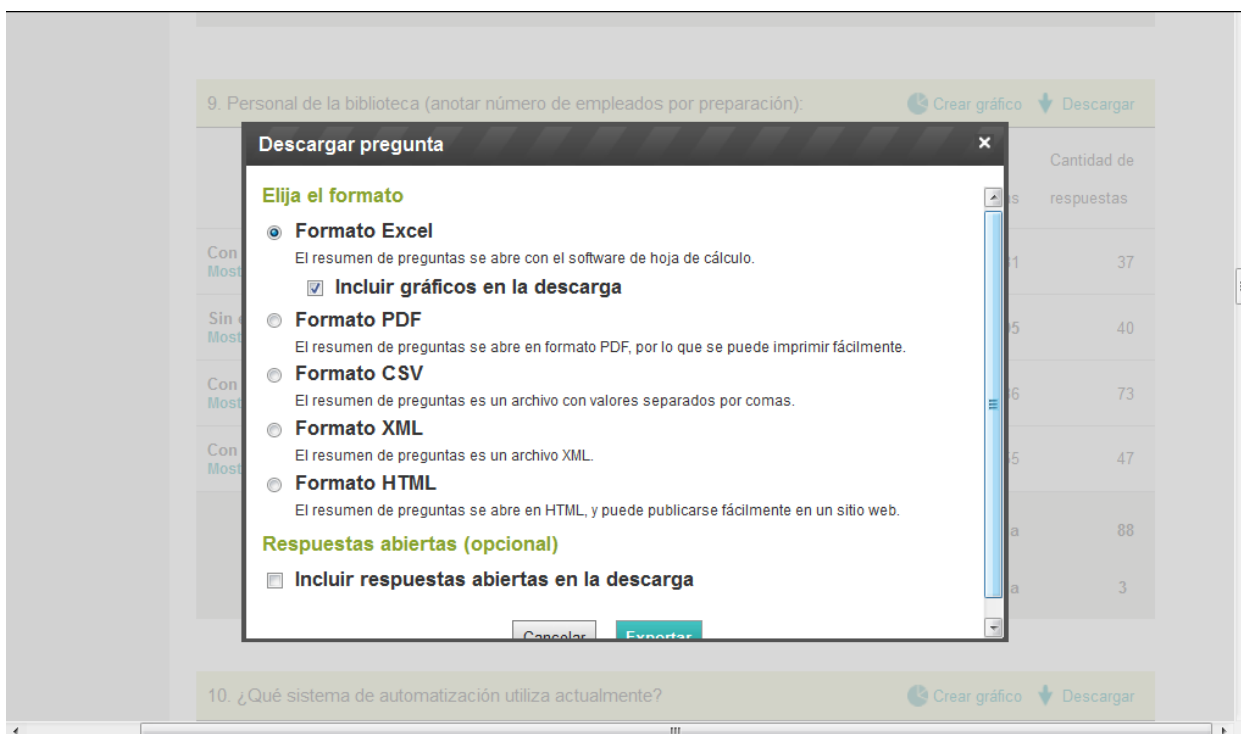 9. Personal de la biblioteca (anotar número de empleados por preparación): Crear gráfico Descargar
Descargar pregunta
Cantidad de
respuestas
Elija el formato
Formato Excel
El resumen de preguntas se abre con el software de hoja de cálculo.
Incluir gráficos en la descarga
Con
37
Formato PDF
El resumen de preguntas se abre en formato PDF, por lo que se puede imprimir fácilmente.
Sin
40
Formato CSV
El resumen de preguntas es un archivo con valores separados por comas.
Con
73
Formato XML
El resumen de preguntas es un archivo XML.
Con
47
Formato HTML
El resumen de preguntas se abre en HTML, y puede publicarse fácilmente en un sitio web.
88
Respuestas abiertas (opcional)
Incluir respuestas abiertas en la descarga
3
Cancelar Exportar
10. ¿Qué sistema de automatización utiliza actualmente? Crear gráfico Descargar